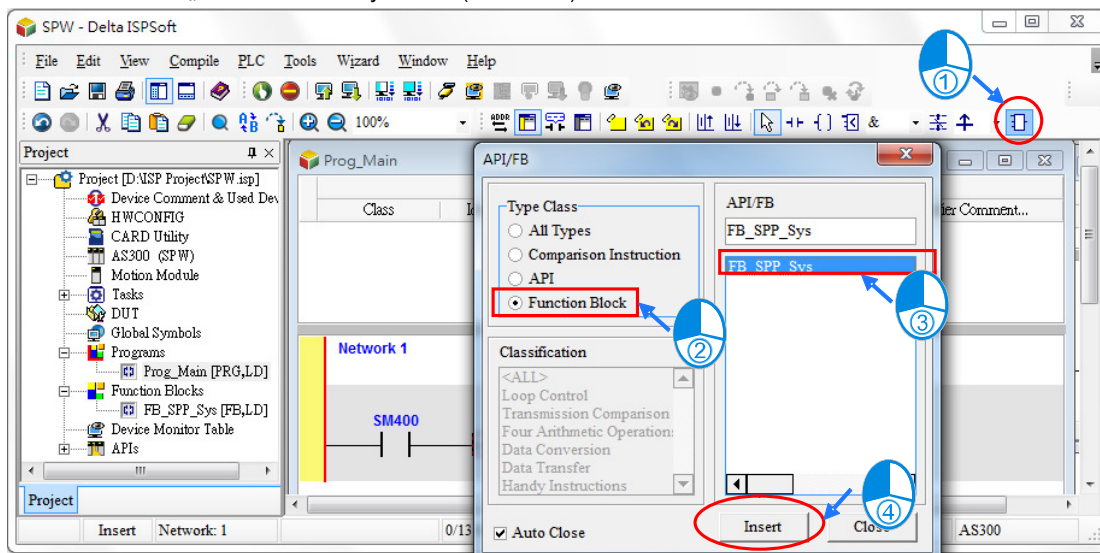 SPW - Delta ISPSoft
File Edit View Compile PLC Tools Wizard Window Help
①
100%
Project
Prog_Main
API/FB
Project [D:\ISP Project\SPW.isp]
Device Comment & Used Dev
HWCONFIG
CARD Utility
AS300 (SPW)
Motion Module
Tasks
DUT
Global Symbols
Programs
Prog_Main [PRG,LD]
Function Blocks
FB_SPP_Sys [FB,LD]
Device Monitor Table
APIs
Project
Class
Comment...
Network 1
SM400
Type Class
All Types
Comparison Instruction
API
Function Block
②
Classification
<ALL>
Loop Control
Transmission Comparison
Four Arithmetic Operation:
Data Conversion
Data Transfer
Handy Instructions
Auto Close
API/FB
FB_SPP_Sys
FB_SPP_Sys
③
④
Insert
Insert Network: 1
0/13
AS300